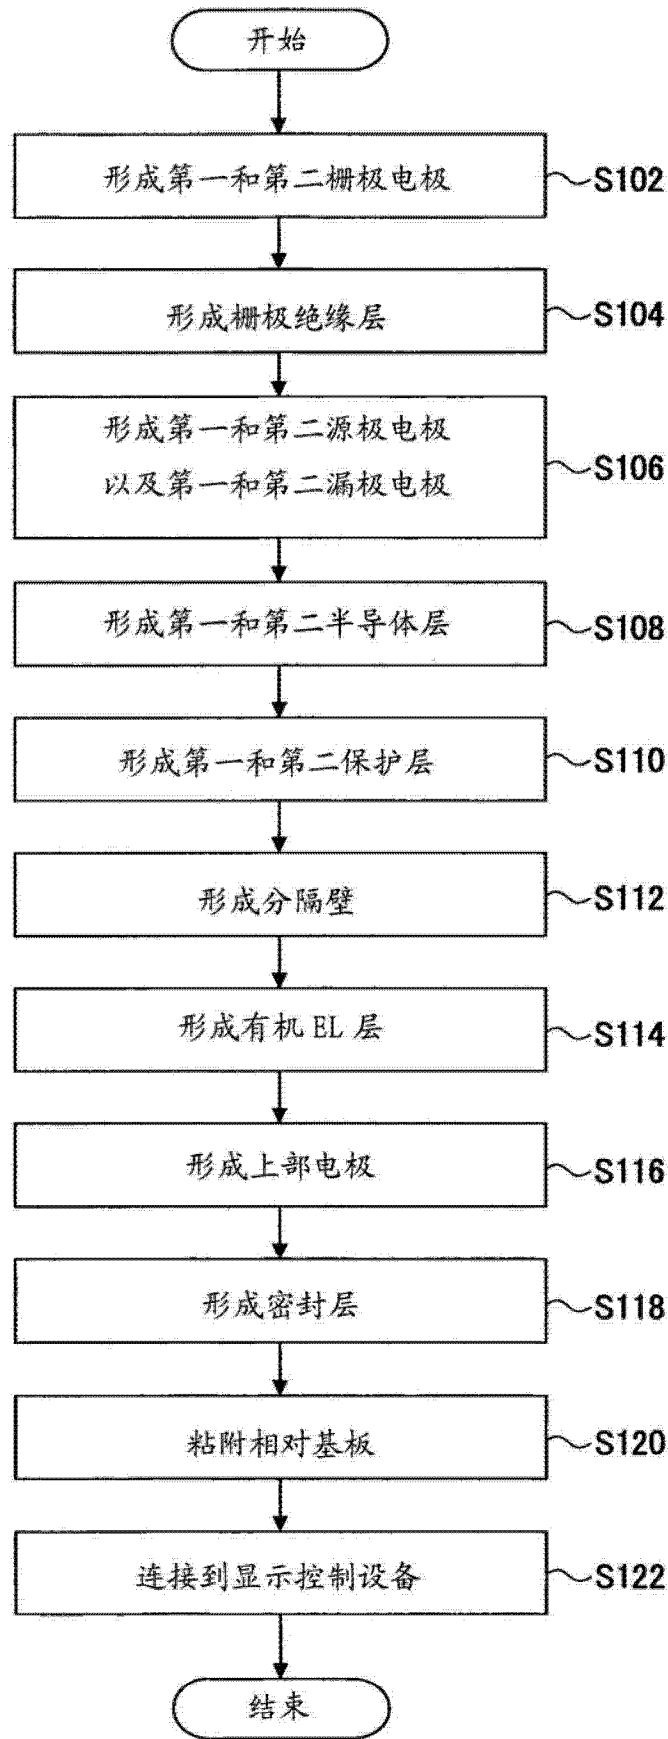 开始
形成第一和第二栅极电极
S102
形成栅极绝缘层
S104
形成第一和第二源极电极
以及第一和第二漏极电极
S106
形成第一和第二半导体层
S108
形成第一和第二保护层
S110
形成分隔壁
S112
形成有机 EL 层
S114
形成上部电极
S116
形成密封层
S118
粘附相对基板
S120
连接到显示控制设备
S122
结束